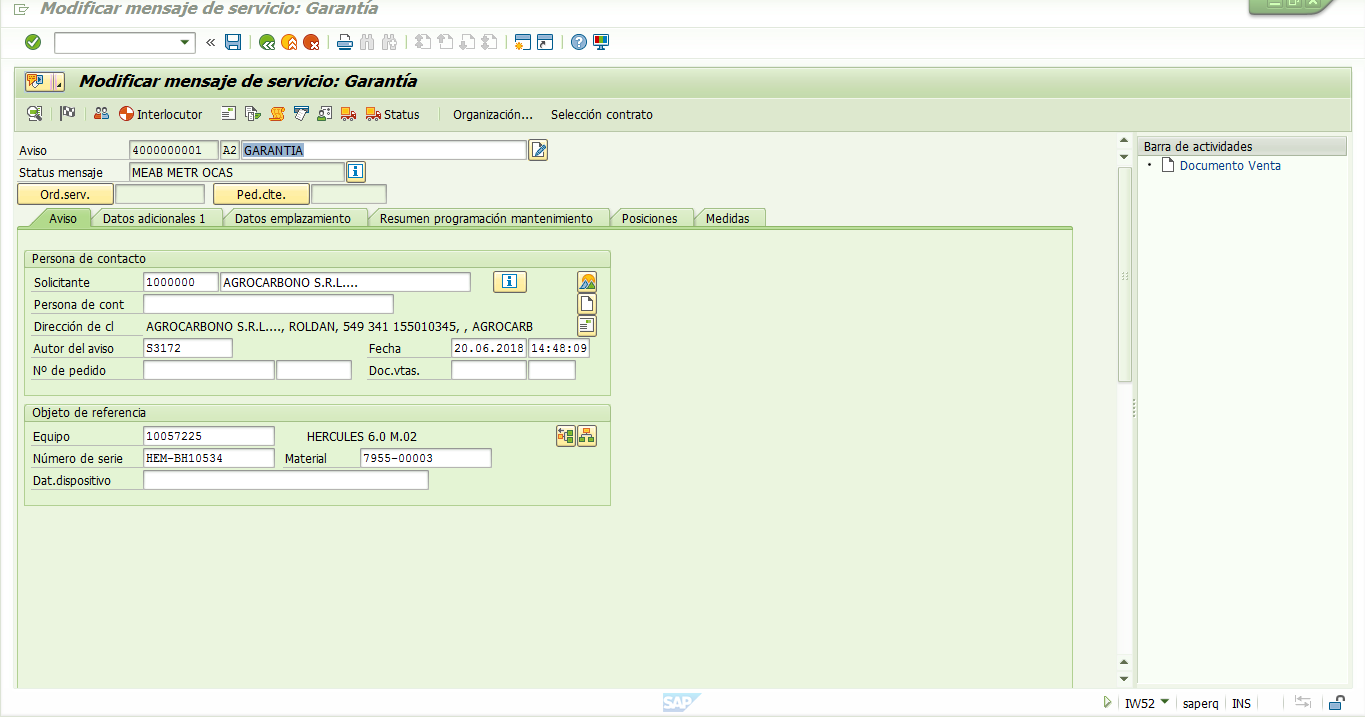 Modificar mensaje de servicio: Garantía
Modificar mensaje de servicio: Garantía
Interlocutor Status Organización... Selección contrato
Aviso 4000000001 A2 GARANTIA
Status mensaje MEAB METR OCAS
Ord.serv. Ped.clte.
Aviso Datos adicionales 1 Datos emplazamiento Resumen programación mantenimiento Posiciones Medidas
Persona de contacto
Solicitante 1000000 AGROCARBONO S.R.L....
Persona de cont
Dirección de cl AGROCARBONO S.R.L...., ROLDAN, 549 341 155010345, , AGROCARB
Autor del aviso S3172 Fecha 20.06.2018 14:48:09
Nº de pedido Doc.vtas.
Objeto de referencia
Equipo 10057225 HERCULES 6.0 M.02
Número de serie HEM-BH10534 Material 7955-00003
Dat.dispositivo
Barra de actividades
Documento Venta
SAP
IW52 saperq INS